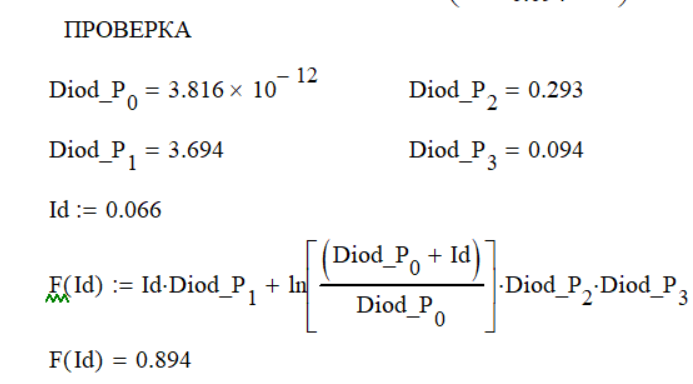 ПРОВЕРКА
Diod_P₀ = 3.816 × 10⁻¹² Diod_P₂ = 0.293
Diod_P₁ = 3.694 Diod_P₃ = 0.094
Id := 0.066
F(Id) := Id·Diod_P₁ + ln[(Diod_P₀ + Id) / Diod_P₀]·Diod_P₂·Diod_P₃
F(Id) = 0.894